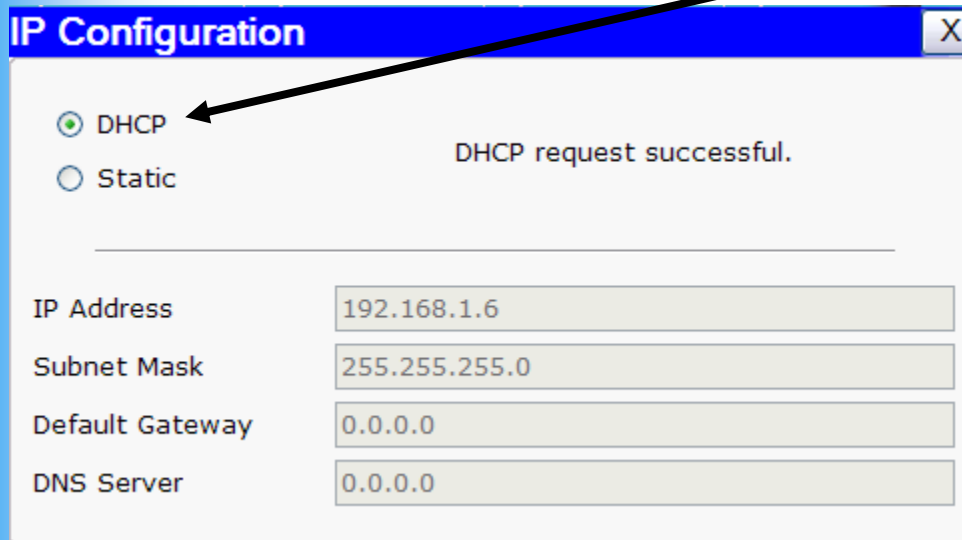 IP Configuration X
DHCP
DHCP request successful.
Static
IP Address 192.168.1.6
Subnet Mask 255.255.255.0
Default Gateway 0.0.0.0
DNS Server 0.0.0.0